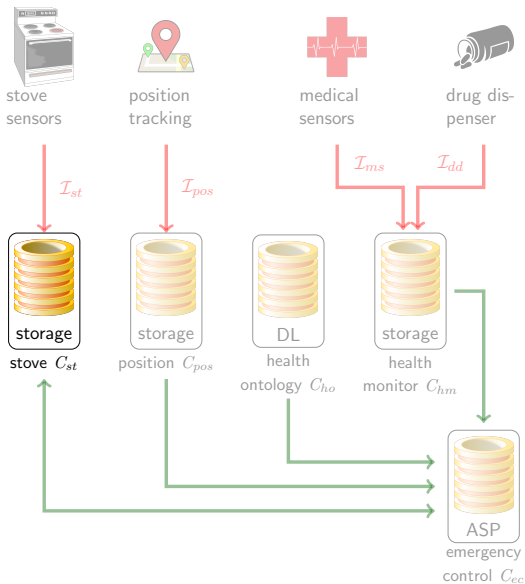 stove
sensors
position
tracking
medical
sensors
drug dis-
penser
ℐst
ℐpos
ℐms
ℐdd
storage
stove Cst
storage
position Cpos
DL
health
ontology Cho
storage
health
monitor Chm
ASP
emergency
control Cec